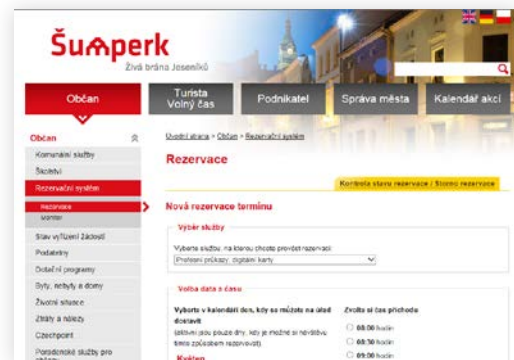 Šumperk
Živá brána Jeseníků
Občan
Turista
Volný čas
Podnikatel
Správa města
Kalendář akcí
Občan
Komunální služby
Školství
Rezervační systém
Rezervace
Monitor
Stav vyřízení žádostí
Podatelny
Dotační programy
Byty, nebyty a domy
Životní situace
Ztráty a nálezy
Czechpoint
Poradenské služby pro
občany
Úvodní strana > Občan > Rezervační systém
Rezervace
Kontrola stavu rezervace / Storno rezervace
Nová rezervace termínu
Výběr služby
Vyberte službu, na kterou chcete provést rezervaci:
Profesní průkazy, digitální karty
Volba data a času
Vyberte v kalendáři den, kdy se můžete na úřad
dostavit
(aktivní jsou pouze dny, kdy je možné si návštěvu
tímto způsobem rezervovat).
Květen
Zvolte si čas příchodu
08:00 hodin
08:30 hodin
09:00 hodin